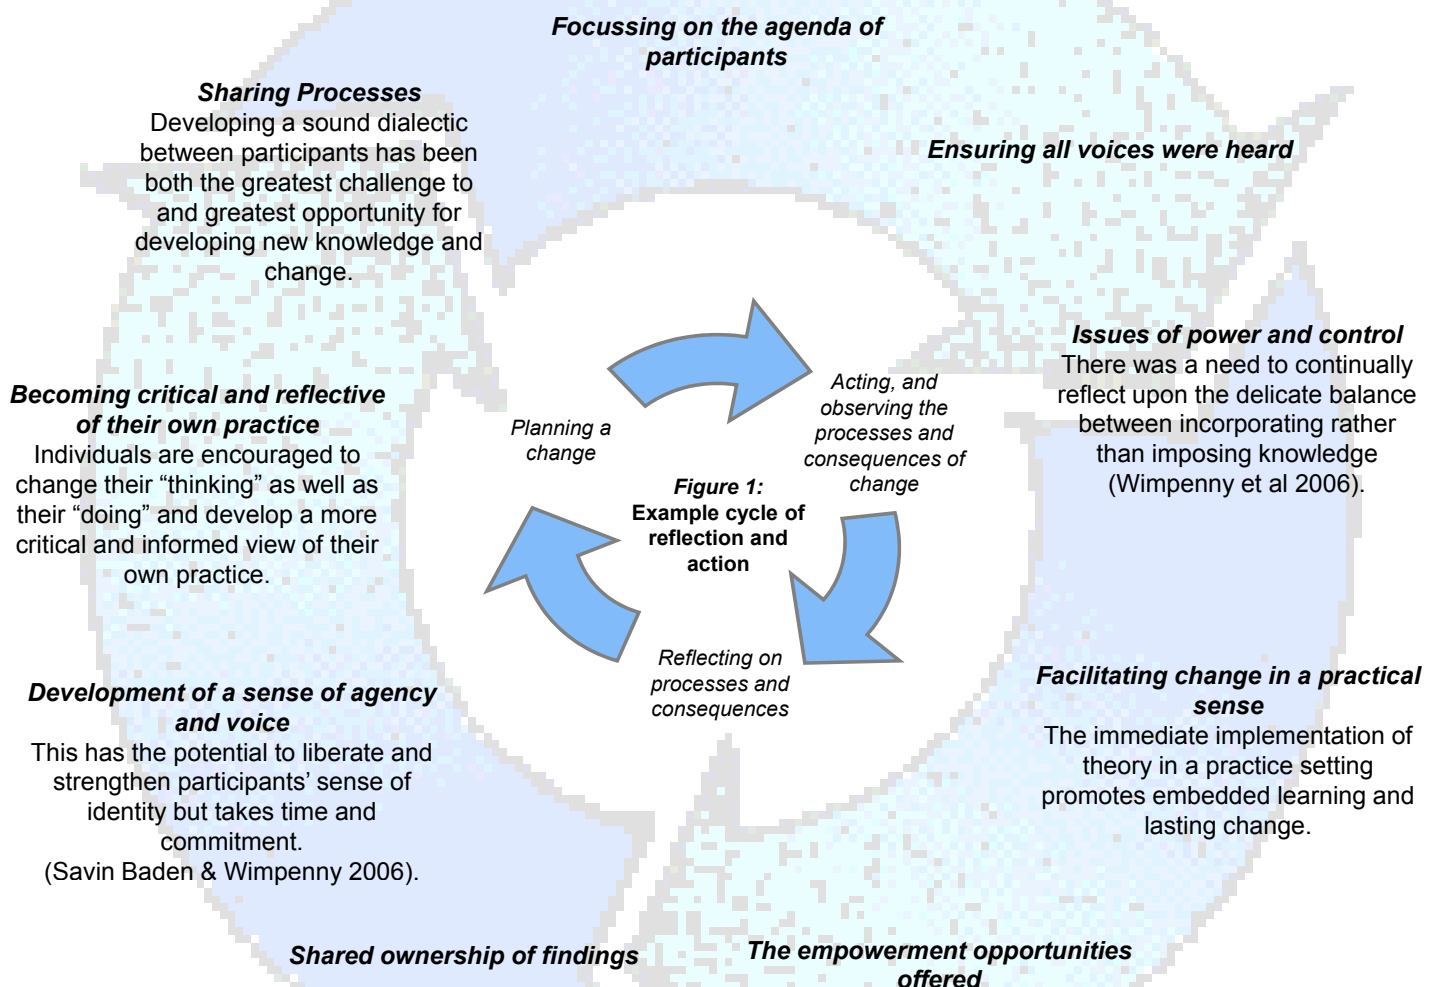 Focussing on the agenda of
participants
Sharing Processes
Developing a sound dialectic
between participants has been
both the greatest challenge to
and greatest opportunity for
developing new knowledge and
change.
Ensuring all voices were heard
Issues of power and control
There was a need to continually
reflect upon the delicate balance
between incorporating rather
than imposing knowledge
(Wimpenny et al 2006).
Becoming critical and reflective
of their own practice
Individuals are encouraged to
change their “thinking” as well as
their “doing” and develop a more
critical and informed view of their
own practice.
Planning a
change
Acting, and
observing the
processes and
consequences of
change
Figure 1:
Example cycle of
reflection and
action
Reflecting on
processes and
consequences
Development of a sense of agency
and voice
This has the potential to liberate and
strengthen participants’ sense of
identity but takes time and
commitment.
(Savin Baden & Wimpenny 2006).
Facilitating change in a practical
sense
The immediate implementation of
theory in a practice setting
promotes embedded learning and
lasting change.
Shared ownership of findings
The empowerment opportunities
offered